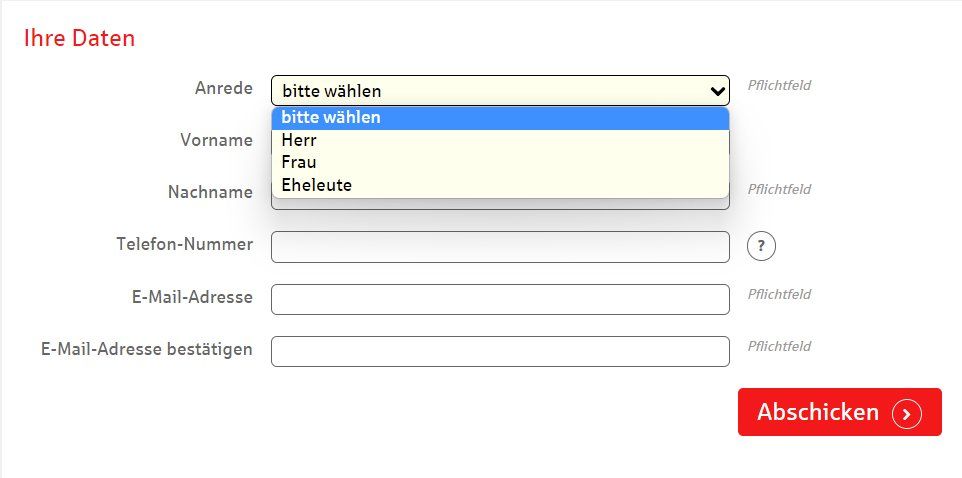 Ihre Daten
Anrede bitte wählen Pflichtfeld
bitte wählen
Vorname Herr
Frau
Nachname Eheleute Pflichtfeld
Telefon-Nummer ?
E-Mail-Adresse Pflichtfeld
E-Mail-Adresse bestätigen Pflichtfeld
Abschicken